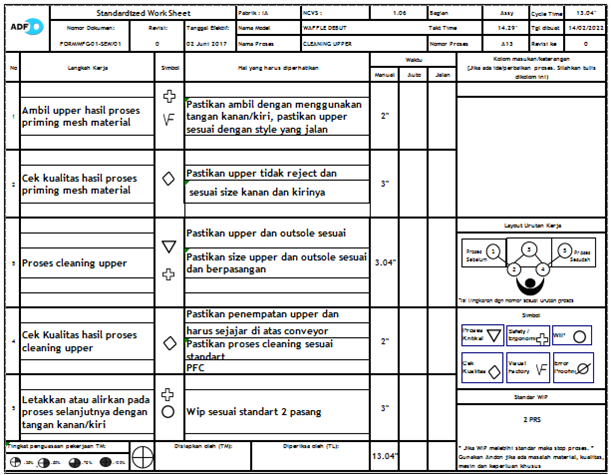 Standardized Work Sheet
Pabrik : IA
NCVS :
1.06
Bagian
Assy
Cycle Time
13.04"
ADF
Nomor Dokumen:
Revisi:
Tanggal Efektif:
Nama Model
WAFFLE DEBUT
Takt Time
14.29"
Tgl dibuat
14/02/2022
FORM/MFG01-SEW/01
0
02 Juni 2017
Nama Proses
CLEANING UPPER
Nomor Proses
A13
Revisi ke
0
No
Langkah Kerja
Simbol
Hal yang harus diperhatikan
Waktu
Manual
Auto
Jalan
Kolom masukan/keterangan
(Jika ada ide/perbaikan proses. Silahkan tulis dikolom ini)
1
Ambil upper hasil proses
priming mesh material
VF
Pastikan ambil dengan menggunakan
tangan kanan/kiri, pastikan upper
sesuai dengan style yang jalan
2"
2
Cek kualitas hasil proses
priming mesh material
Pastikan upper tidak reject dan
sesuai size kanan dan kirinya
3"
3
Proses cleaning upper
Pastikan upper dan outsole sesuai
Pastikan size upper dan outsole sesuai
dan berpasangan
3.04"
4
Cek Kualitas hasil proses
cleaning upper
Pastikan penempatan upper dan
harus sejajar di atas conveyor
Pastikan proses cleaning sesuai
standart
PFC
2"
5
Letakkan atau alirkan pada
proses selanjutnya dengan
tangan kanan/kiri
Wip sesuai standart 2 pasang
3"
Layout Urutan Kerja
Proses
Sebelum
1
3
5
Proses
Sesudah
2
4
*Isi lingkaran dgn nomor sesuai urutan proses
Simbol
Proses
Kritikal
Safety/
Ergonomi
WIP
Cek
Kualitas
Visual
Factory
VF
Error
Proofing
Standar WIP
2 PRS
* Jika WIP melebihi standar maka stop proses. *
Gunakan Andon jika ada masalah material, kualitas,
mesin dan keperluan khusus
Tingkat penguasaan pekerjaan TM:
Disiapkan oleh (TM):
Diperiksa oleh (TL):
13.04"